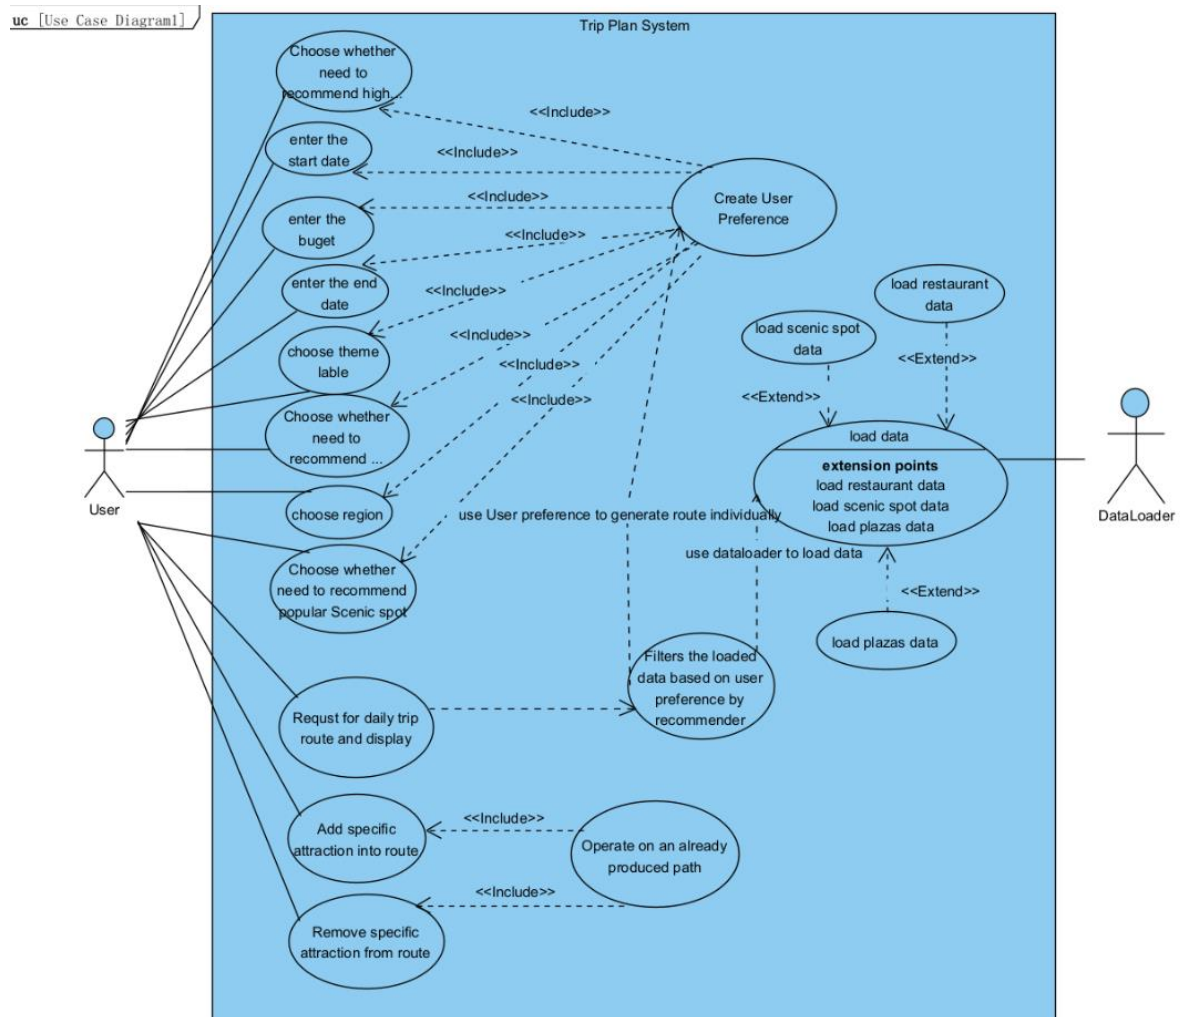 uc [Use Case Diagram1]
Trip Plan System
Choose whether
need to
recommend high...
<<Include>>
enter the
start date
<<Include>>
Create User
Preference
<<Include>>
enter the
buget
<<Include>>
enter the end
date
<<Include>>
load restaurant
data
load scenic spot
data
<<Include>>
choose theme
lable
<<Extend>>
<<Include>>
<<Include>>
<<Extend>>
Choose whether
need to
recommend ...
load data
extension points
load restaurant data
load scenic spot data
load plazas data
User
DataLoader
choose region
use User preference to generate route individually
use dataloader to load data
Choose whether
need to recommend
popular Scenic spot
<<Extend>>
load plazas data
Filters the loaded
data based on user
preference by
recommender
Requst for daily trip
route and display
<<Include>>
Add specific
attraction into route
Operate on an already
produced path
<<Include>>
Remove specific
attraction from route